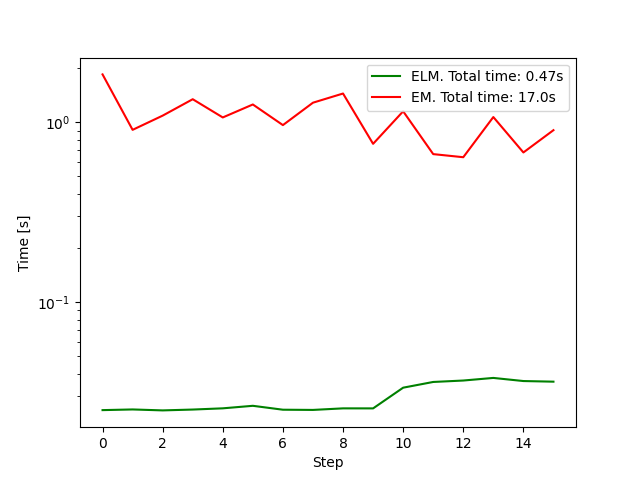 ELM. Total time: 0.47s
EM. Total time: 17.0s
10⁰
10⁻¹
Time [s]
0 2 4 6 8 10 12 14
Step